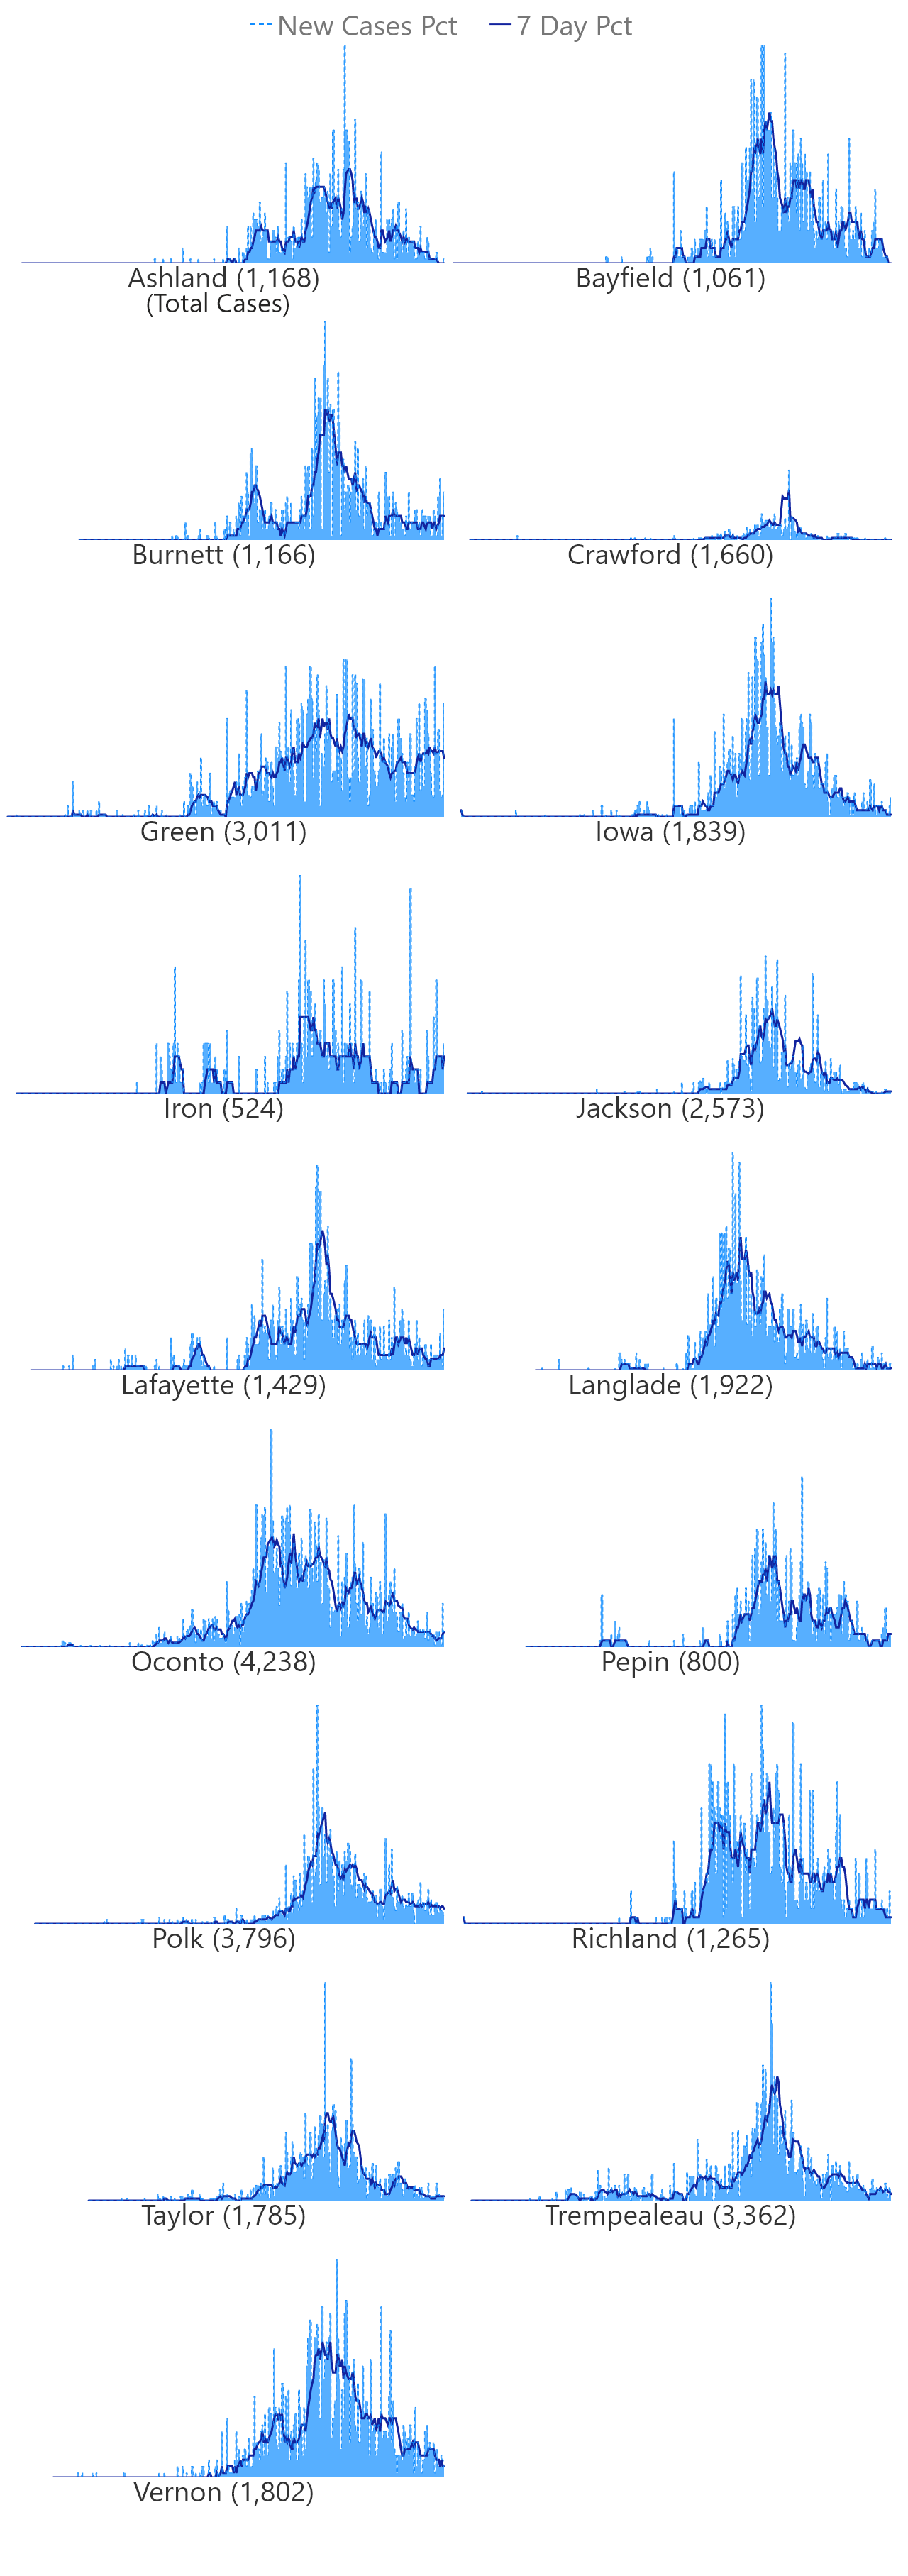 New Cases Pct 7 Day Pct
Ashland (1,168) Bayfield (1,061)
(Total Cases)
Burnett (1,166) Crawford (1,660)
Green (3,011) Iowa (1,839)
Iron (524) Jackson (2,573)
Lafayette (1,429) Langlade (1,922)
Oconto (4,238) Pepin (800)
Polk (3,796) Richland (1,265)
Taylor (1,785) Trempealeau (3,362)
Vernon (1,802)